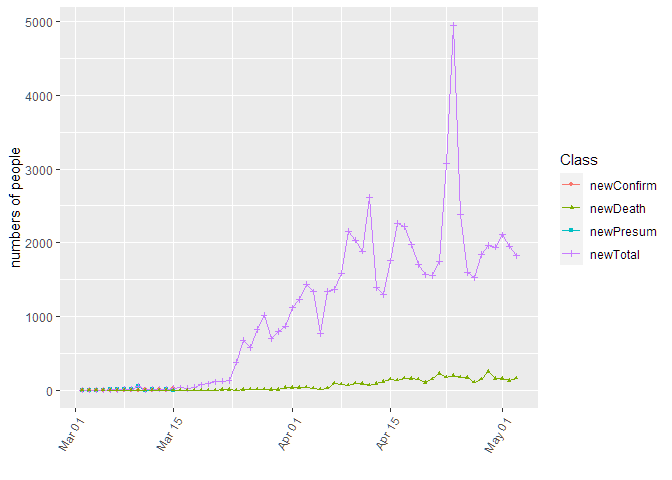 5000
4000
3000
2000
1000
0
numbers of people
Mar 01
Mar 15
Apr 01
Apr 15
May 01
Class
newConfirm
newDeath
newPresum
newTotal